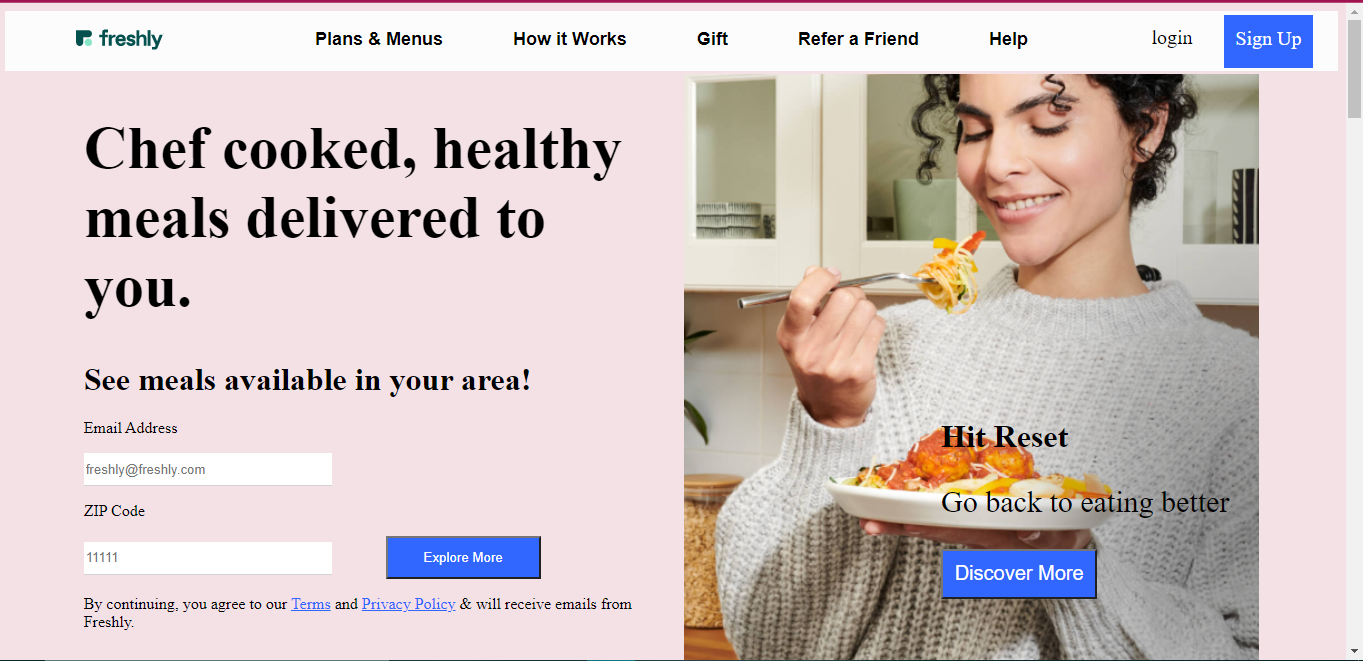 freshly
Plans & Menus
How it Works
Gift
Refer a Friend
Help
login
Sign Up
Chef cooked, healthy
meals delivered to
you.
See meals available in your area!
Email Address
freshly@freshly.com
ZIP Code
11111
Explore More
By continuing, you agree to our Terms and Privacy Policy & will receive emails from
Freshly.
Hit Reset
Go back to eating better
Discover More